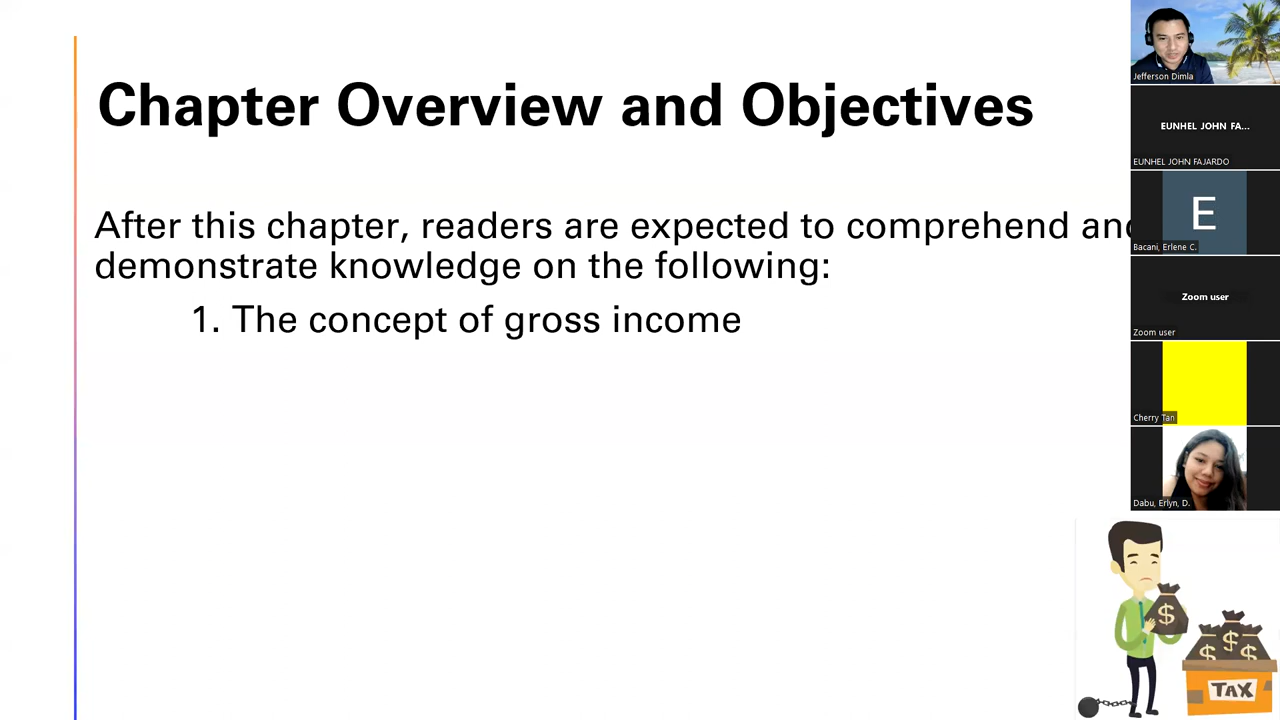 Chapter Overview and Objectives
After this chapter, readers are expected to comprehend and
demonstrate knowledge on the following:
1. The concept of gross income
Jefferson Dimla
EUNHEL JOHN FA...
EUNHEL JOHN FAJARDO
E
Bacani, Erlene C.
Zoom user
Zoom user
Cherry Tan
Dabu, Erlyn, D.
$
$
$
$
TAX